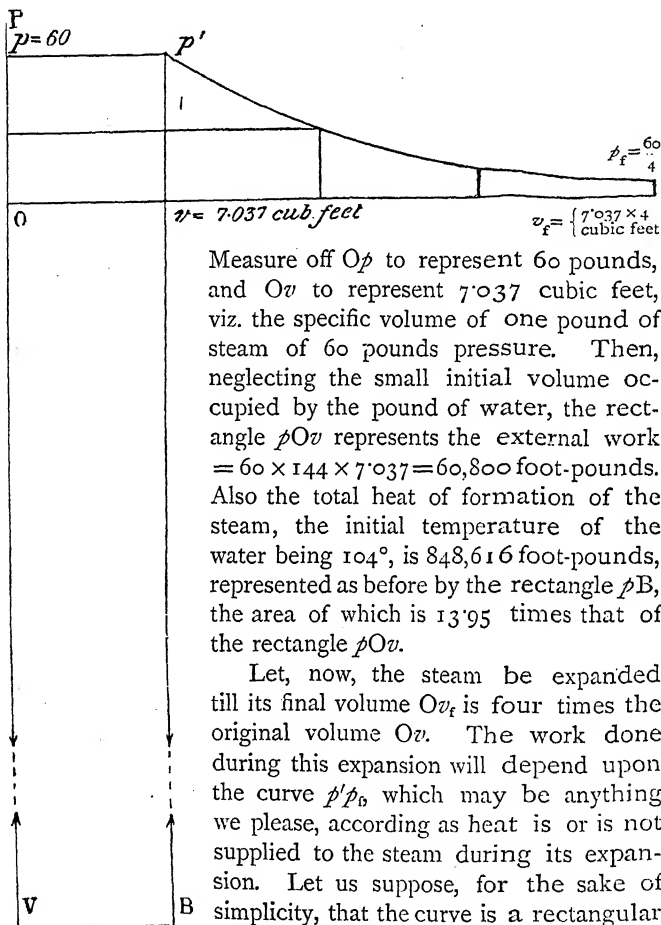 P
p=60
p'
p_f = 60/4
O
v= 7·037 cub. feet
v_f = { 7·037 × 4
cubic feet
Measure off Op to represent 60 pounds,
and Ov to represent 7·037 cubic feet,
viz. the specific volume of one pound of
steam of 60 pounds pressure. Then,
neglecting the small initial volume oc-
cupied by the pound of water, the rect-
angle pOv represents the external work
= 60 × 144 × 7·037 = 60,800 foot-pounds.
Also the total heat of formation of the
steam, the initial temperature of the
water being 104°, is 848,616 foot-pounds,
represented as before by the rectangle pB,
the area of which is 13·95 times that of
the rectangle pOv.
Let, now, the steam be expanded
till its final volume Ov_f is four times the
original volume Ov. The work done
during this expansion will depend upon
the curve p'p_f, which may be anything
we please, according as heat is or is not
supplied to the steam during its expan-
sion. Let us suppose, for the sake of
simplicity, that the curve is a rectangular
V
B